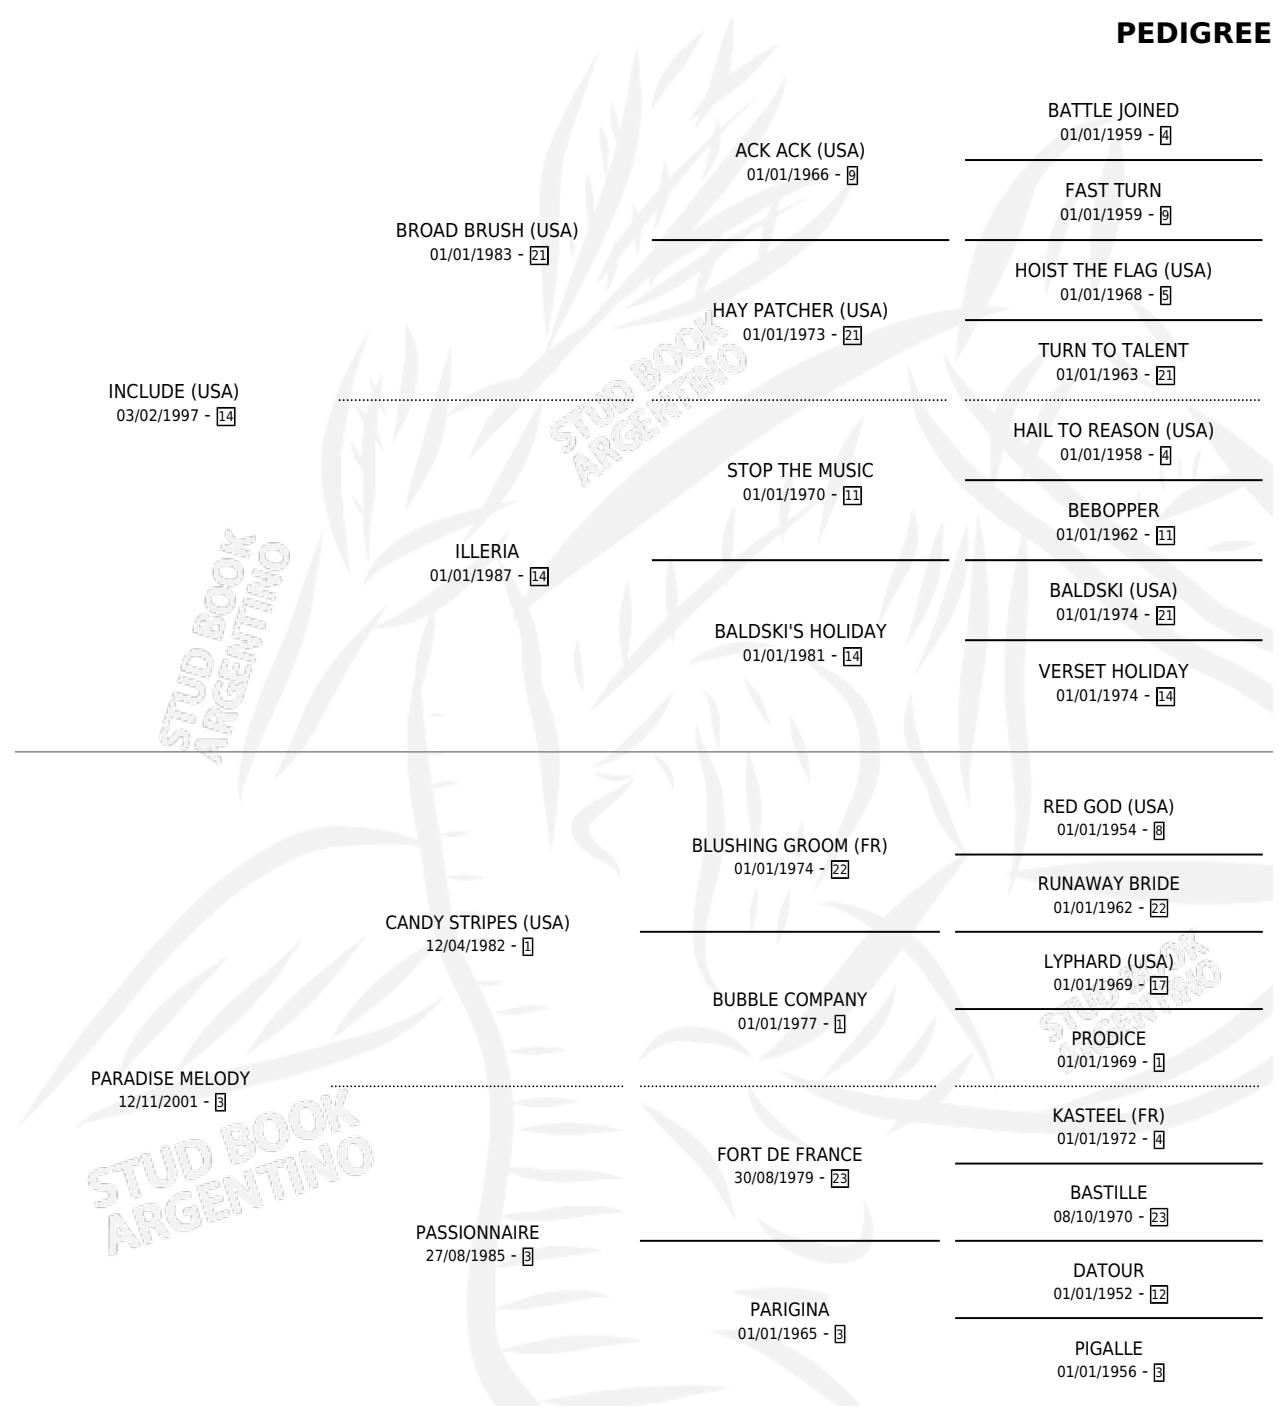 PEDIGREE
BATTLE JOINED
01/01/1959 - 4
ACK ACK (USA)
01/01/1966 - 9
FAST TURN
01/01/1959 - 9
BROAD BRUSH (USA)
01/01/1983 - 21
HOIST THE FLAG (USA)
01/01/1968 - 5
HAY PATCHER (USA)
01/01/1973 - 21
TURN TO TALENT
01/01/1963 - 21
INCLUDE (USA)
03/02/1997 - 14
HAIL TO REASON (USA)
01/01/1958 - 4
STOP THE MUSIC
01/01/1970 - 11
BEBOPPER
01/01/1962 - 11
ILLERIA
01/01/1987 - 14
BALDSKI (USA)
01/01/1974 - 21
BALDSKI'S HOLIDAY
01/01/1981 - 14
VERSET HOLIDAY
01/01/1974 - 14
RED GOD (USA)
01/01/1954 - 8
BLUSHING GROOM (FR)
01/01/1974 - 22
RUNAWAY BRIDE
01/01/1962 - 22
CANDY STRIPES (USA)
12/04/1982 - 1
LYPHARD (USA)
01/01/1969 - 17
BUBBLE COMPANY
01/01/1977 - 1
PRODICE
01/01/1969 - 1
PARADISE MELODY
12/11/2001 - 3
KASTEEL (FR)
01/01/1972 - 4
FORT DE FRANCE
30/08/1979 - 23
BASTILLE
08/10/1970 - 23
PASSIONNAIRE
27/08/1985 - 3
DATOUR
01/01/1952 - 12
PARIGINA
01/01/1965 - 3
PIGALLE
01/01/1956 - 3
STUD BOOK
ARGENTINO
STUD BOOK
ARGENTINO
STUD BOOK
ARGENTINO
STUD BOOK
ARGENTINO